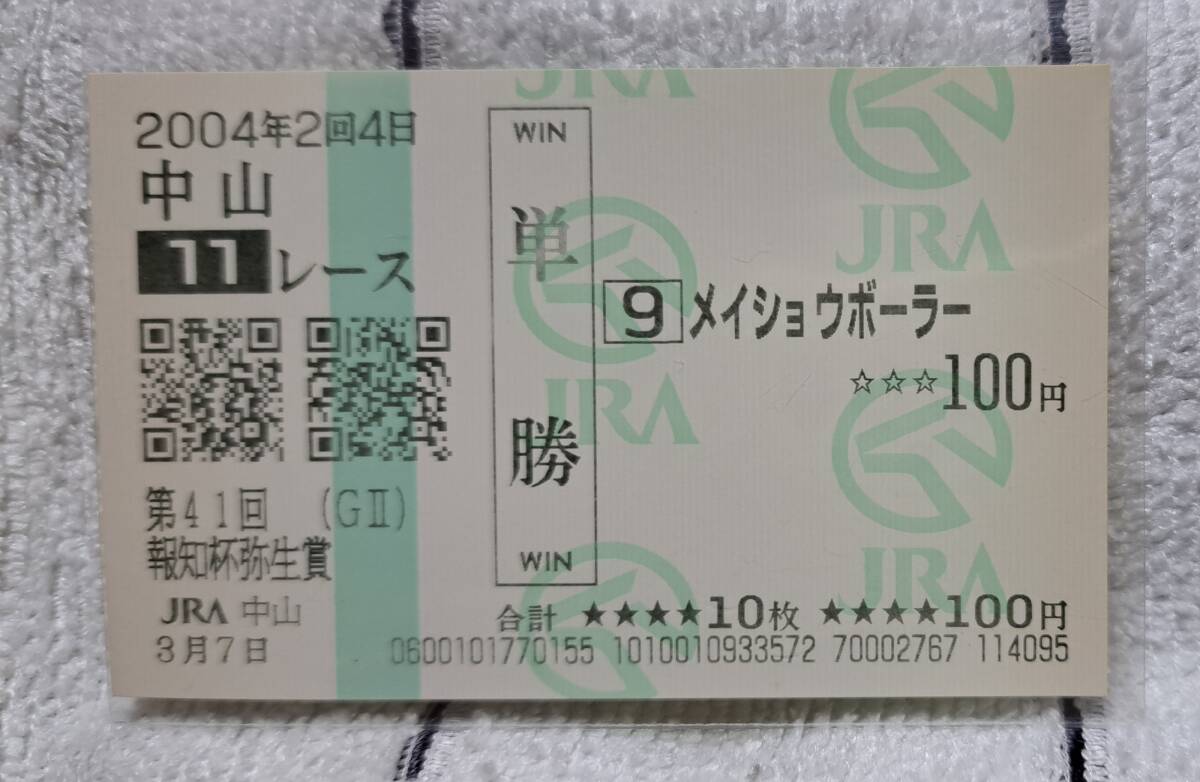 2004年2回4日
中山
11レース
第41回 (GⅡ)
報知杯弥生賞
JRA 中山
3月7日
WIN
単勝
WIN
9 メイショウボーラー
☆☆☆100円
合計 ★★★★10枚 ★★★★100円
0600101770155 1010010933572 70002767 114095
JRA
JRA
JRA
JRA